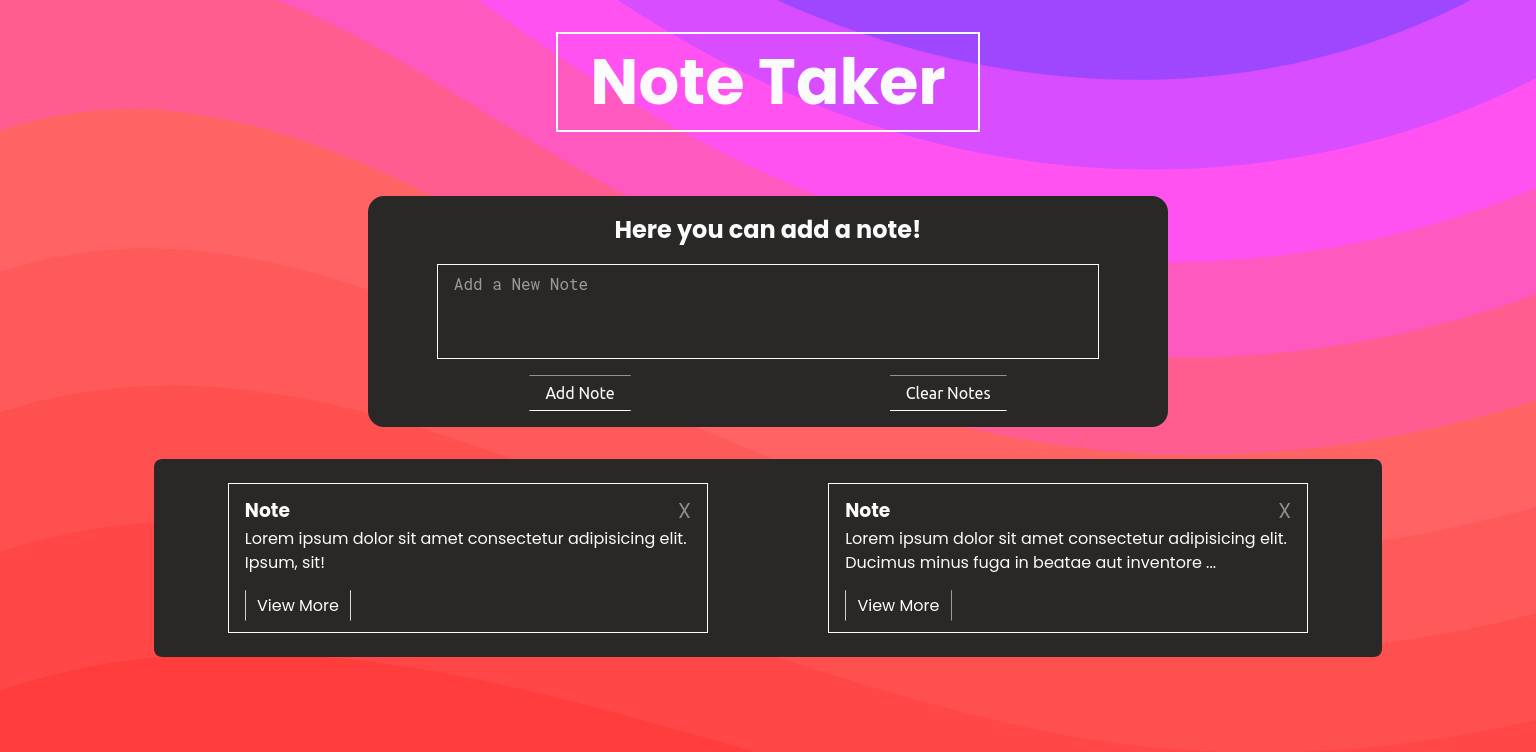 Note Taker
Here you can add a note!
Add a New Note
Add Note
Clear Notes
Note
X
Lorem ipsum dolor sit amet consectetur adipisicing elit.
Ipsum, sit!
View More
Note
X
Lorem ipsum dolor sit amet consectetur adipisicing elit.
Ducimus minus fuga in beatae aut inventore ...
View More